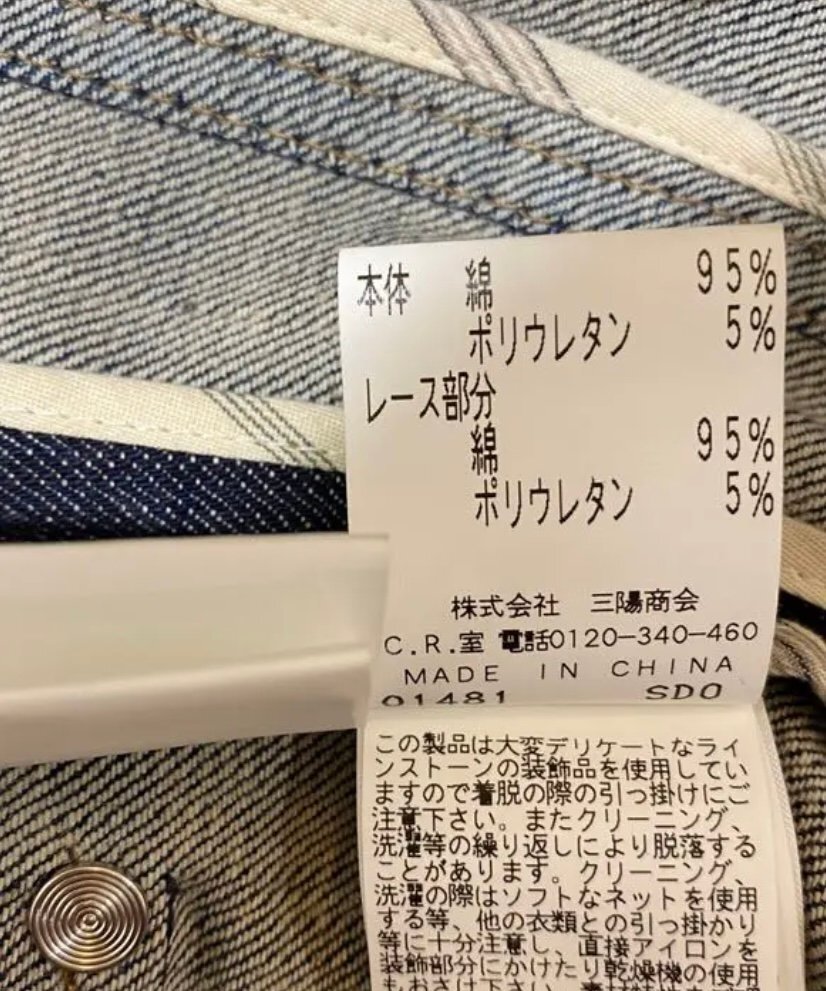 本体 綿 95%
ポリウレタン 5%
レース部分
綿 95%
ポリウレタン 5%
株式会社 三陽商会
C.R.室 電話0120-340-460
MADE IN CHINA
01481 SDO
この製品は大変デリケートなライ
ンストーンの装飾品を使用してい
ますので着脱の際の引っ掛けにご
注意下さい。またクリーニング、
洗濯等の繰り返しにより脱落する
ことがあります。クリーニング、
洗濯の際はソフトなネットを使用
する等、他の衣類との引っ掛かり
等に十分注意し、直接アイロンを
装飾部分にかけたり乾燥機の使用
もおさけ下さい。